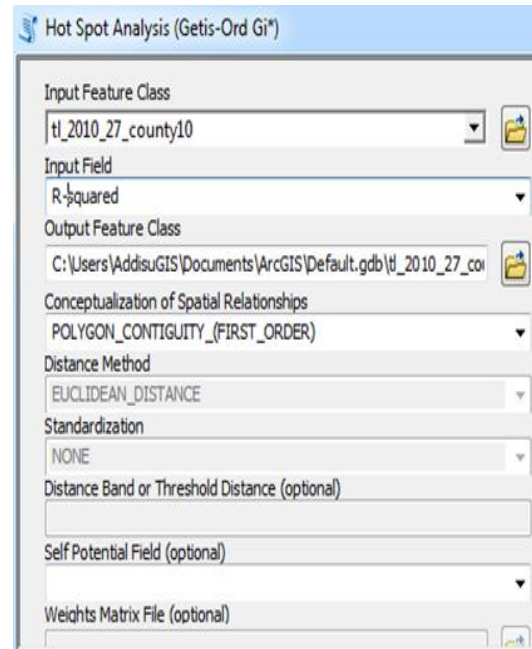 Hot Spot Analysis (Getis-Ord Gi*)
Input Feature Class
tl_2010_27_county10
Input Field
R-squared
Output Feature Class
C:\Users\AddisuGIS\Documents\ArcGIS\Default.gdb\tl_2010_27_cou
Conceptualization of Spatial Relationships
POLYGON_CONTIGUITY_(FIRST_ORDER)
Distance Method
EUCLIDEAN_DISTANCE
Standardization
NONE
Distance Band or Threshold Distance (optional)
Self Potential Field (optional)
Weights Matrix File (optional)